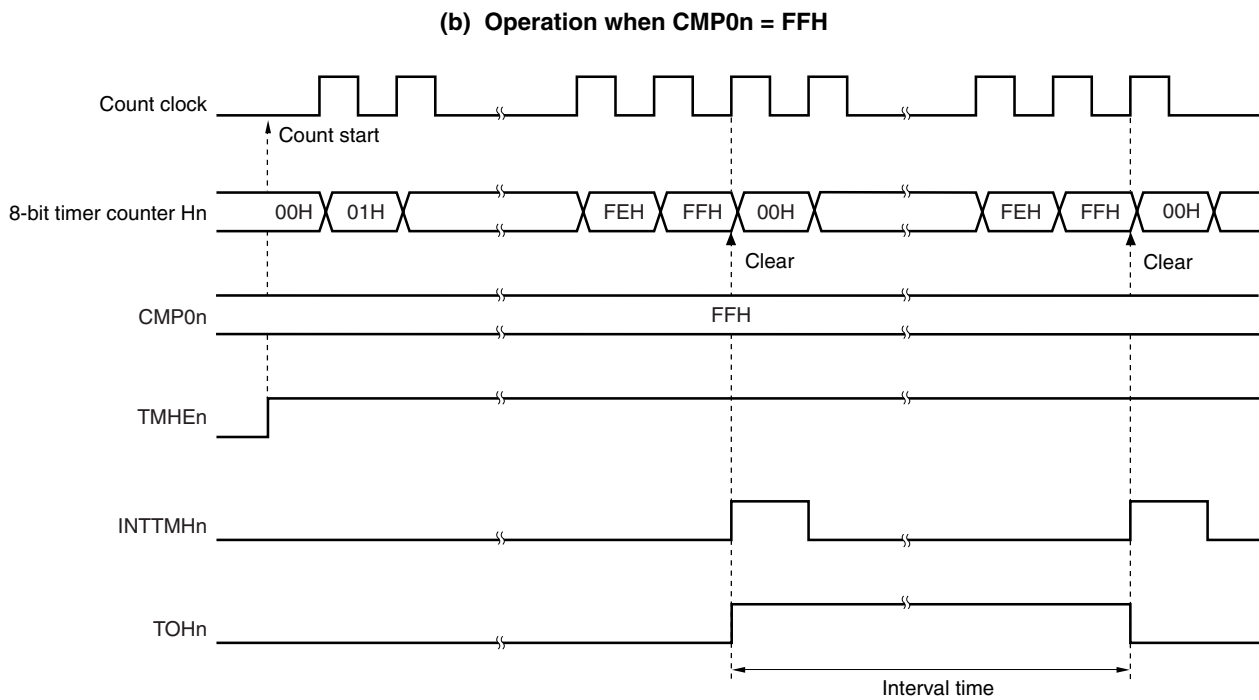 (b) Operation when CMP0n = FFH
Count clock
Count start
8-bit timer counter Hn
00H 01H FEH FFH 00H FEH FFH 00H
Clear Clear
CMP0n
FFH
TMHEn
INTTMHn
TOHn
Interval time